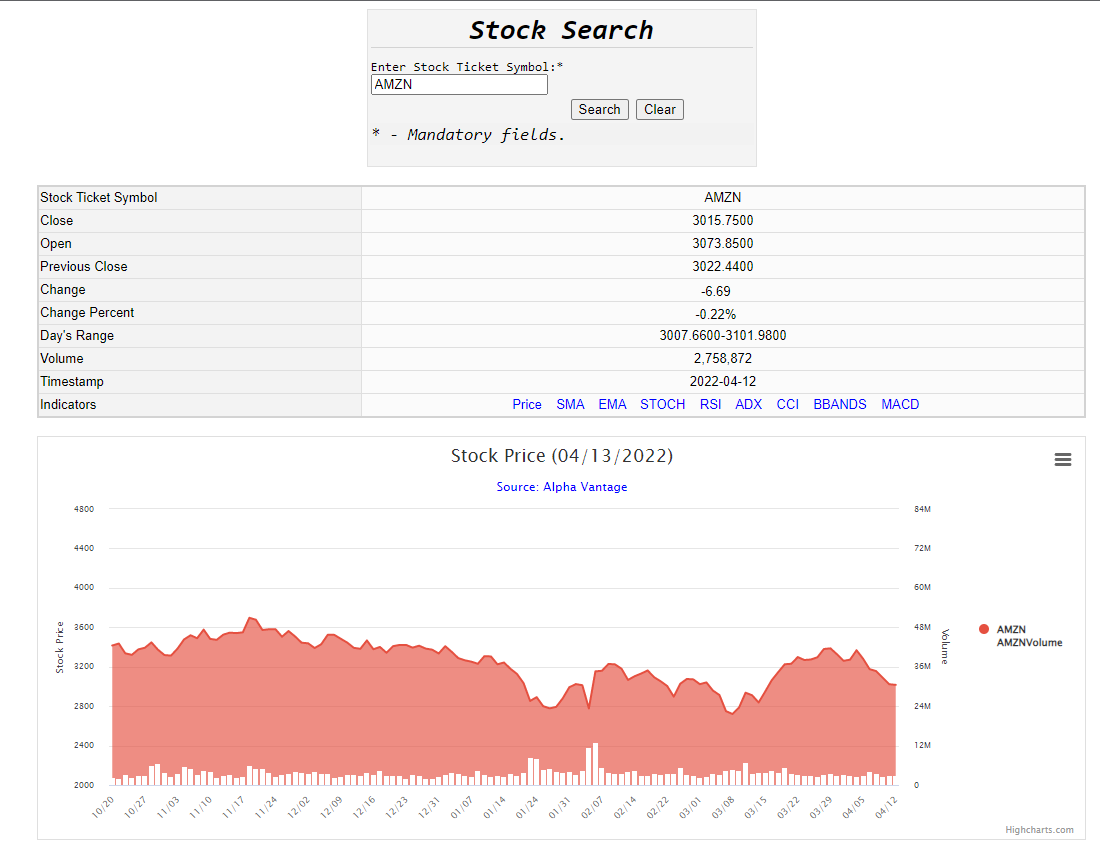 Stock Search
Enter Stock Ticket Symbol:*
AMZN
Search Clear
* - Mandatory fields.
Stock Ticket Symbol AMZN
Close 3015.7500
Open 3073.8500
Previous Close 3022.4400
Change -6.69
Change Percent -0.22%
Day's Range 3007.6600-3101.9800
Volume 2,758,872
Timestamp 2022-04-12
Indicators Price SMA EMA STOCH RSI ADX CCI BBANDS MACD
Stock Price (04/13/2022)
Source: Alpha Vantage
4800 84M
4400 72M
4000 60M
3600 48M
3200 36M
2800 24M
2400 12M
2000 0
Stock Price
Volume
AMZN
AMZNVolume
10/20 10/27 11/03 11/10 11/17 11/24 12/02 12/09 12/16 12/23 12/31 01/07 01/14 01/24 01/31 02/07 02/14 02/22 03/01 03/08 03/15 03/22 03/29 04/05 04/12
Highcharts.com